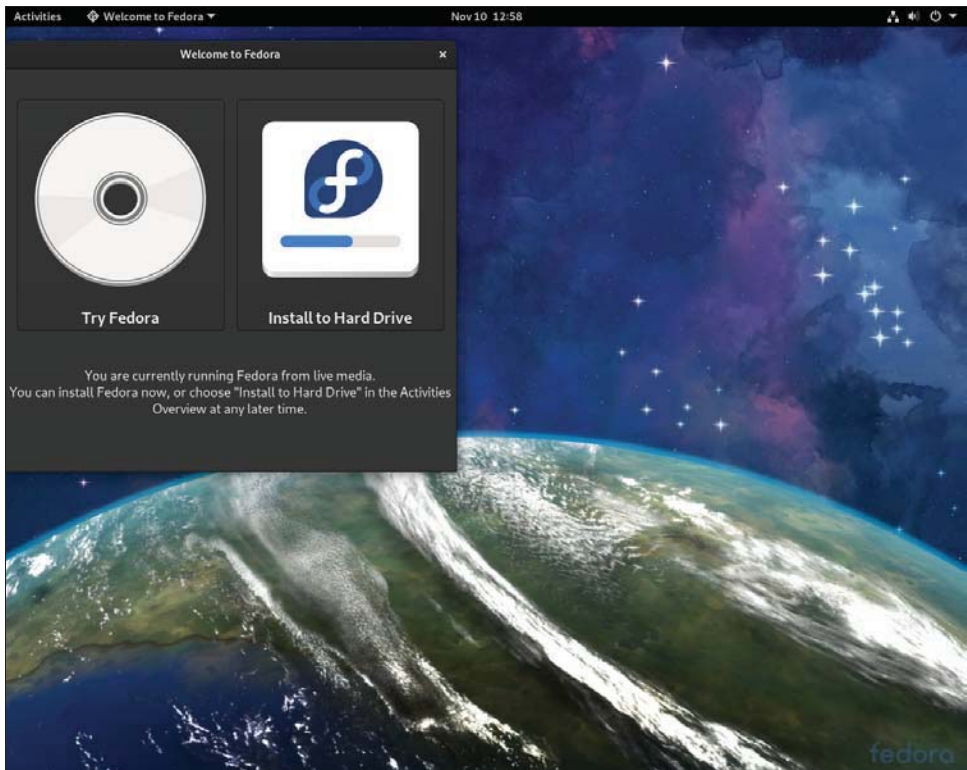 Activities Welcome to Fedora Nov 10 12:58
Welcome to Fedora
Try Fedora Install to Hard Drive
You are currently running Fedora from live media.
You can install Fedora now, or choose "Install to Hard Drive" in the Activities
Overview at any later time.
fedora